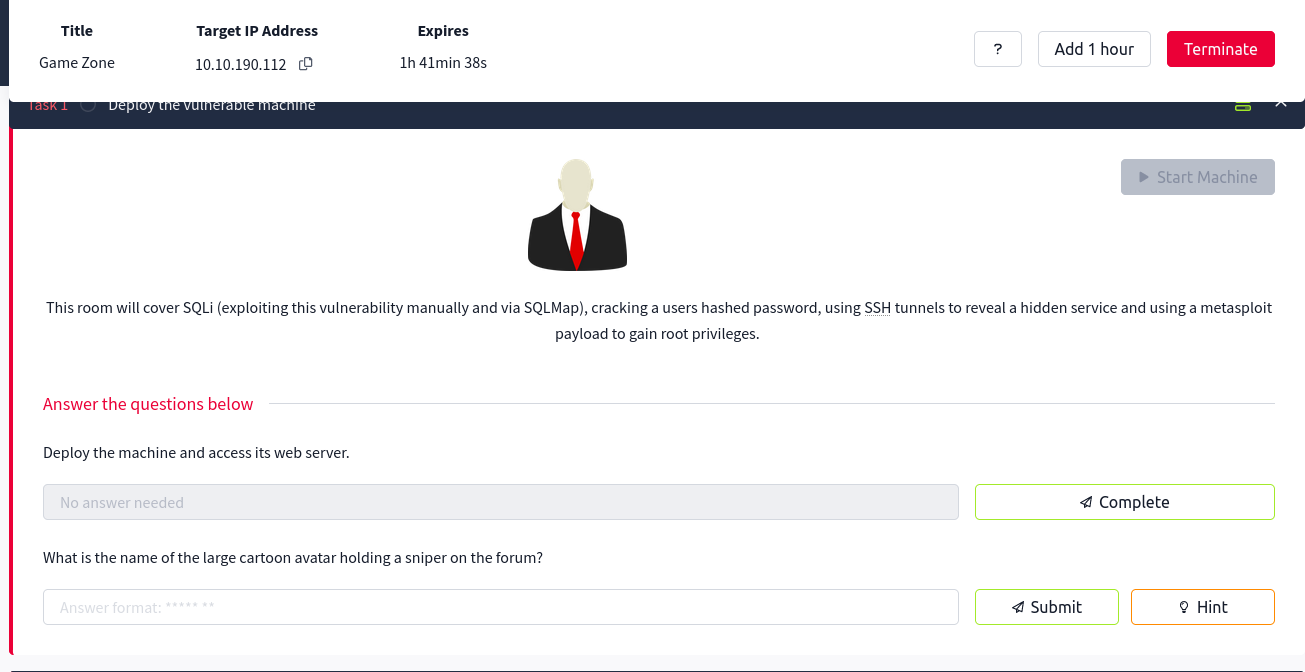 Title Target IP Address Expires
Game Zone 10.10.190.112 1h 41min 38s ? Add 1 hour Terminate
Task 1 Deploy the vulnerable machine
Start Machine
This room will cover SQLi (exploiting this vulnerability manually and via SQLMap), cracking a users hashed password, using SSH tunnels to reveal a hidden service and using a metasploit
payload to gain root privileges.
Answer the questions below
Deploy the machine and access its web server.
No answer needed Complete
What is the name of the large cartoon avatar holding a sniper on the forum?
Answer format: ***** ** Submit Hint